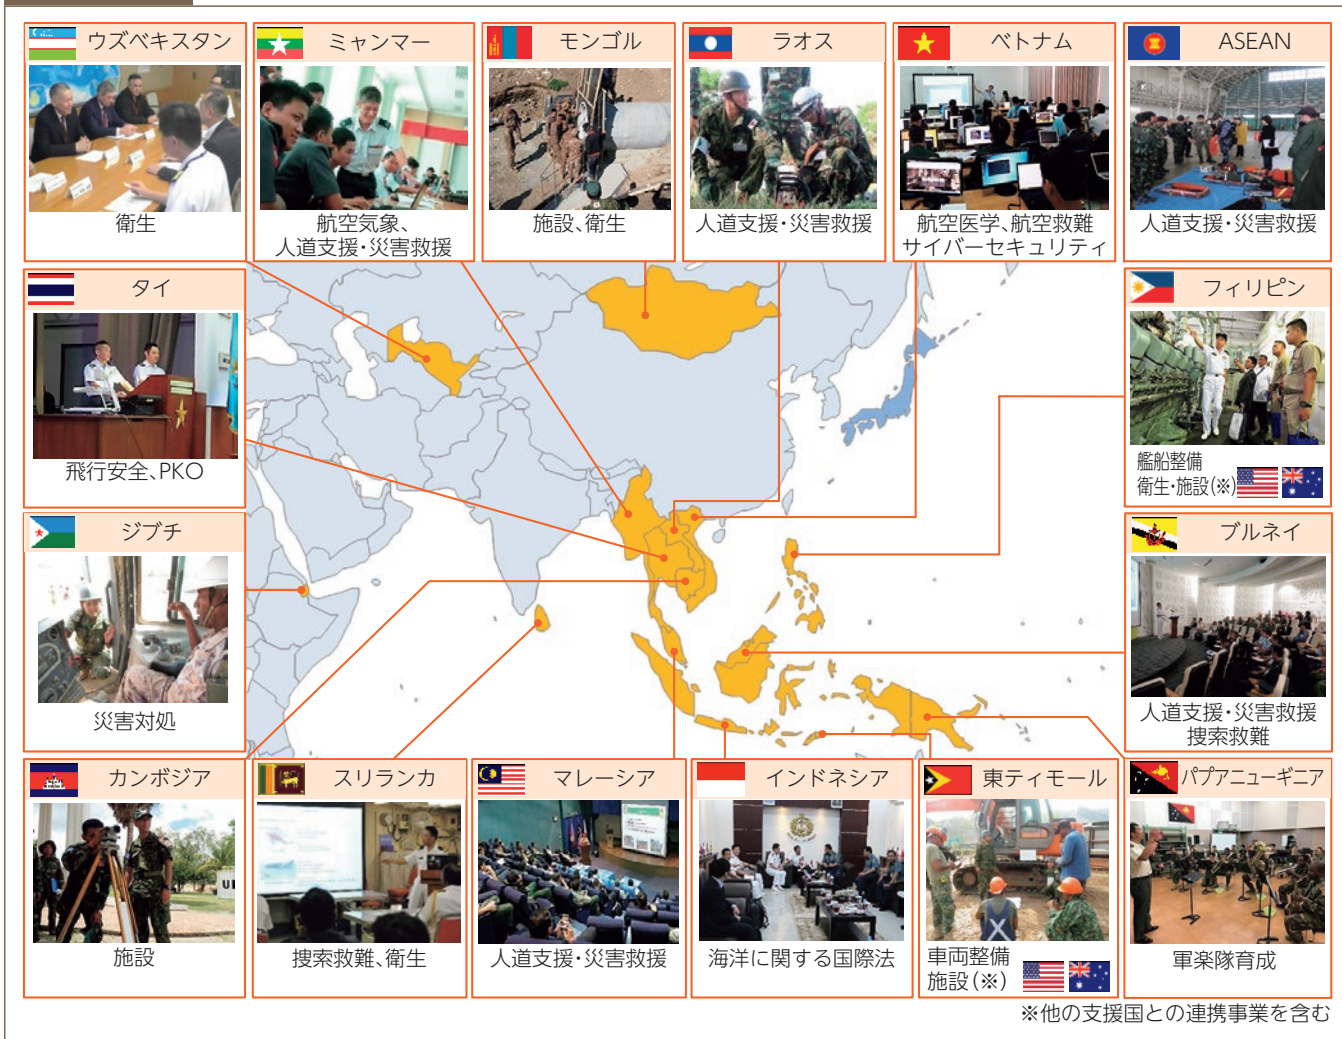 ウズベキスタン
衛生
ミャンマー
航空気象、
人道支援・災害救援
モンゴル
施設、衛生
ラオス
人道支援・災害救援
ベトナム
航空医学、航空救難
サイバーセキュリティ
ASEAN
人道支援・災害救援
タイ
飛行安全、PKO
フィリピン
艦船整備
衛生・施設(※)
ジブチ
災害対処
ブルネイ
人道支援・災害救援
捜索救難
カンボジア
施設
スリランカ
捜索救難、衛生
マレーシア
人道支援・災害救援
インドネシア
海洋に関する国際法
東ティモール
車両整備
施設(※)
パプアニューギニア
軍楽隊育成
※他の支援国との連携事業を含む